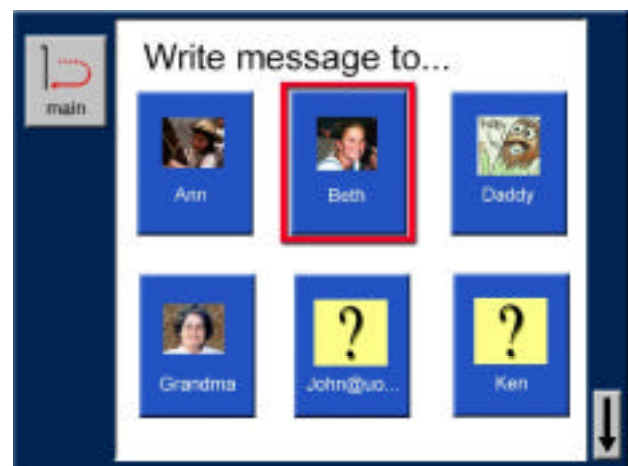 Write message to...
main
Ann
Beth
Daddy
Grandma
?
John@uo...
?
Ken